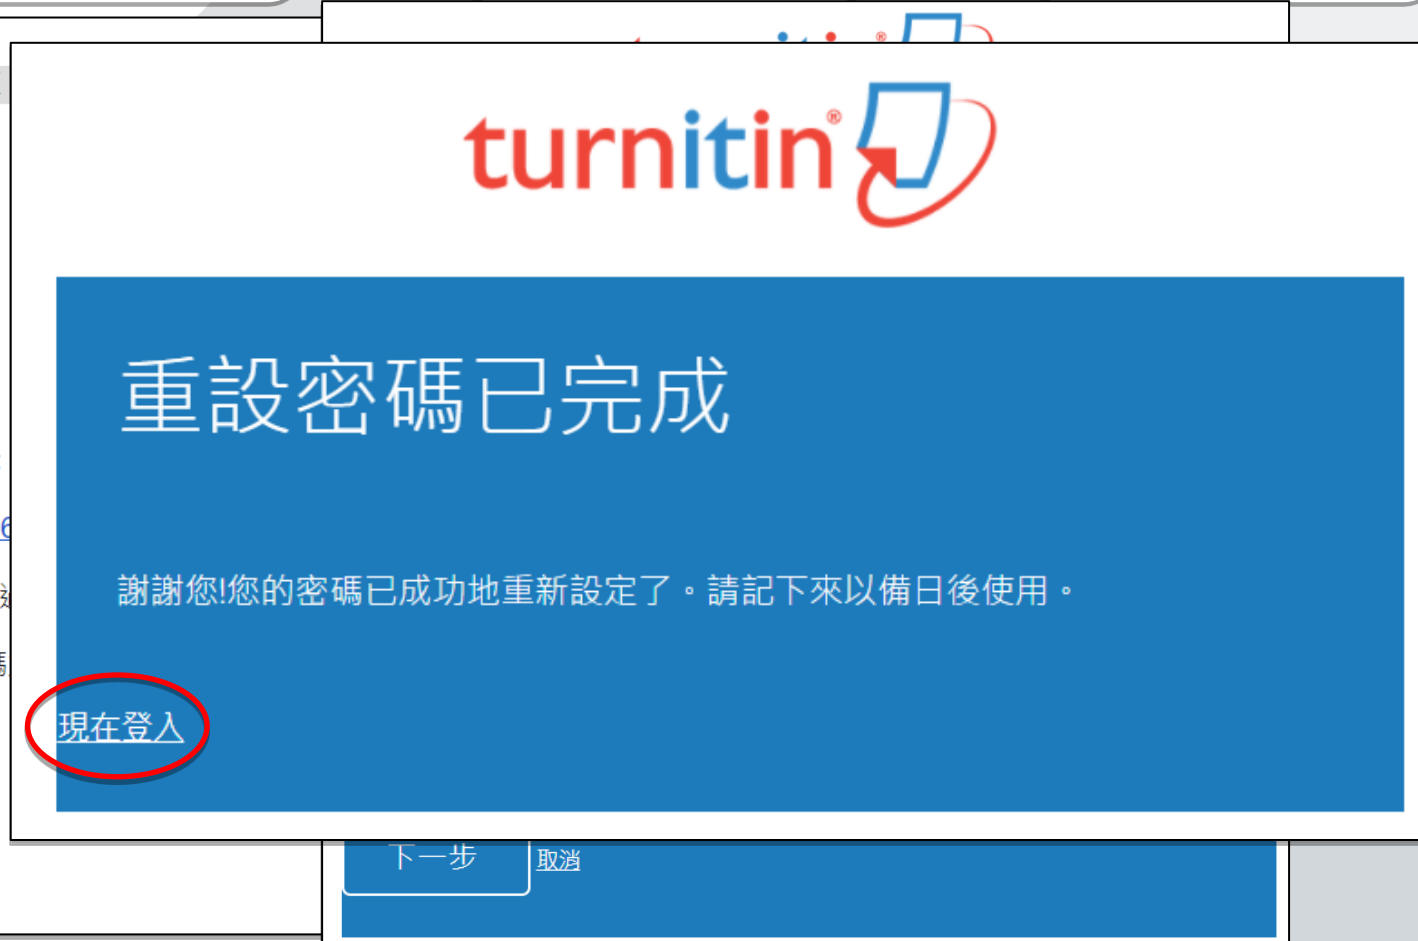 turnitin®
重設密碼已完成
謝謝您!您的密碼已成功地重新設定了。請記下來以備日後使用。
現在登入
下一步
取消